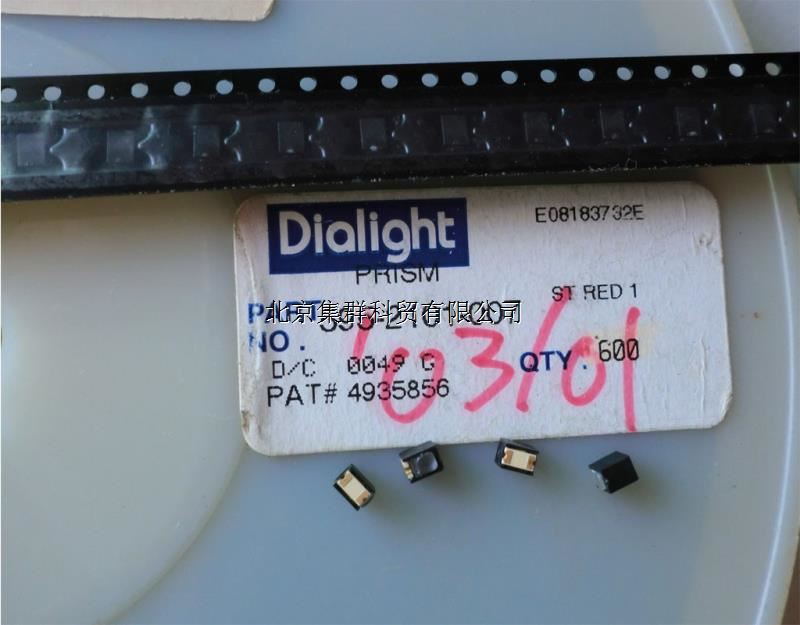 Dialight
E08183732E
PRISM
ST RED 1
PART
北京集群科贸有限公司
NO.
QTY. 600
D/C 0049 G
PAT# 4935856
03/01